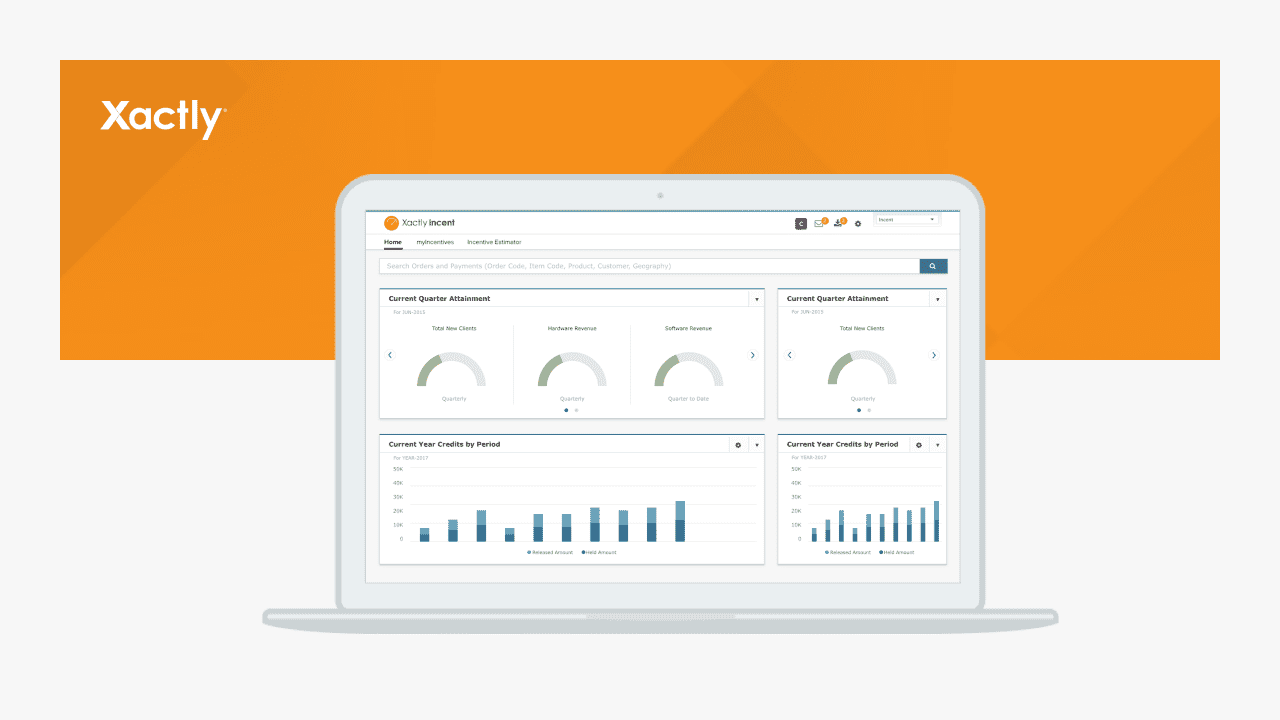 Xactly
Xactly incent
C
Incent
Home myIncentives Incentive Estimator
Search Orders and Payments (Order Code, Item Code, Product, Customer, Geography)
Current Quarter Attainment
For JUN-2015
Total New Clients Hardware Revenue Software Revenue
Quarterly Quarterly Quarter to Date
Current Quarter Attainment
For JUN-2015
Total New Clients
Quarterly
Current Year Credits by Period
For YEAR-2017
50K
40K
30K
20K
10K
0
Released Amount Held Amount
Current Year Credits by Period
For YEAR-2017
50K
40K
30K
20K
10K
0
Released Amount Held Amount